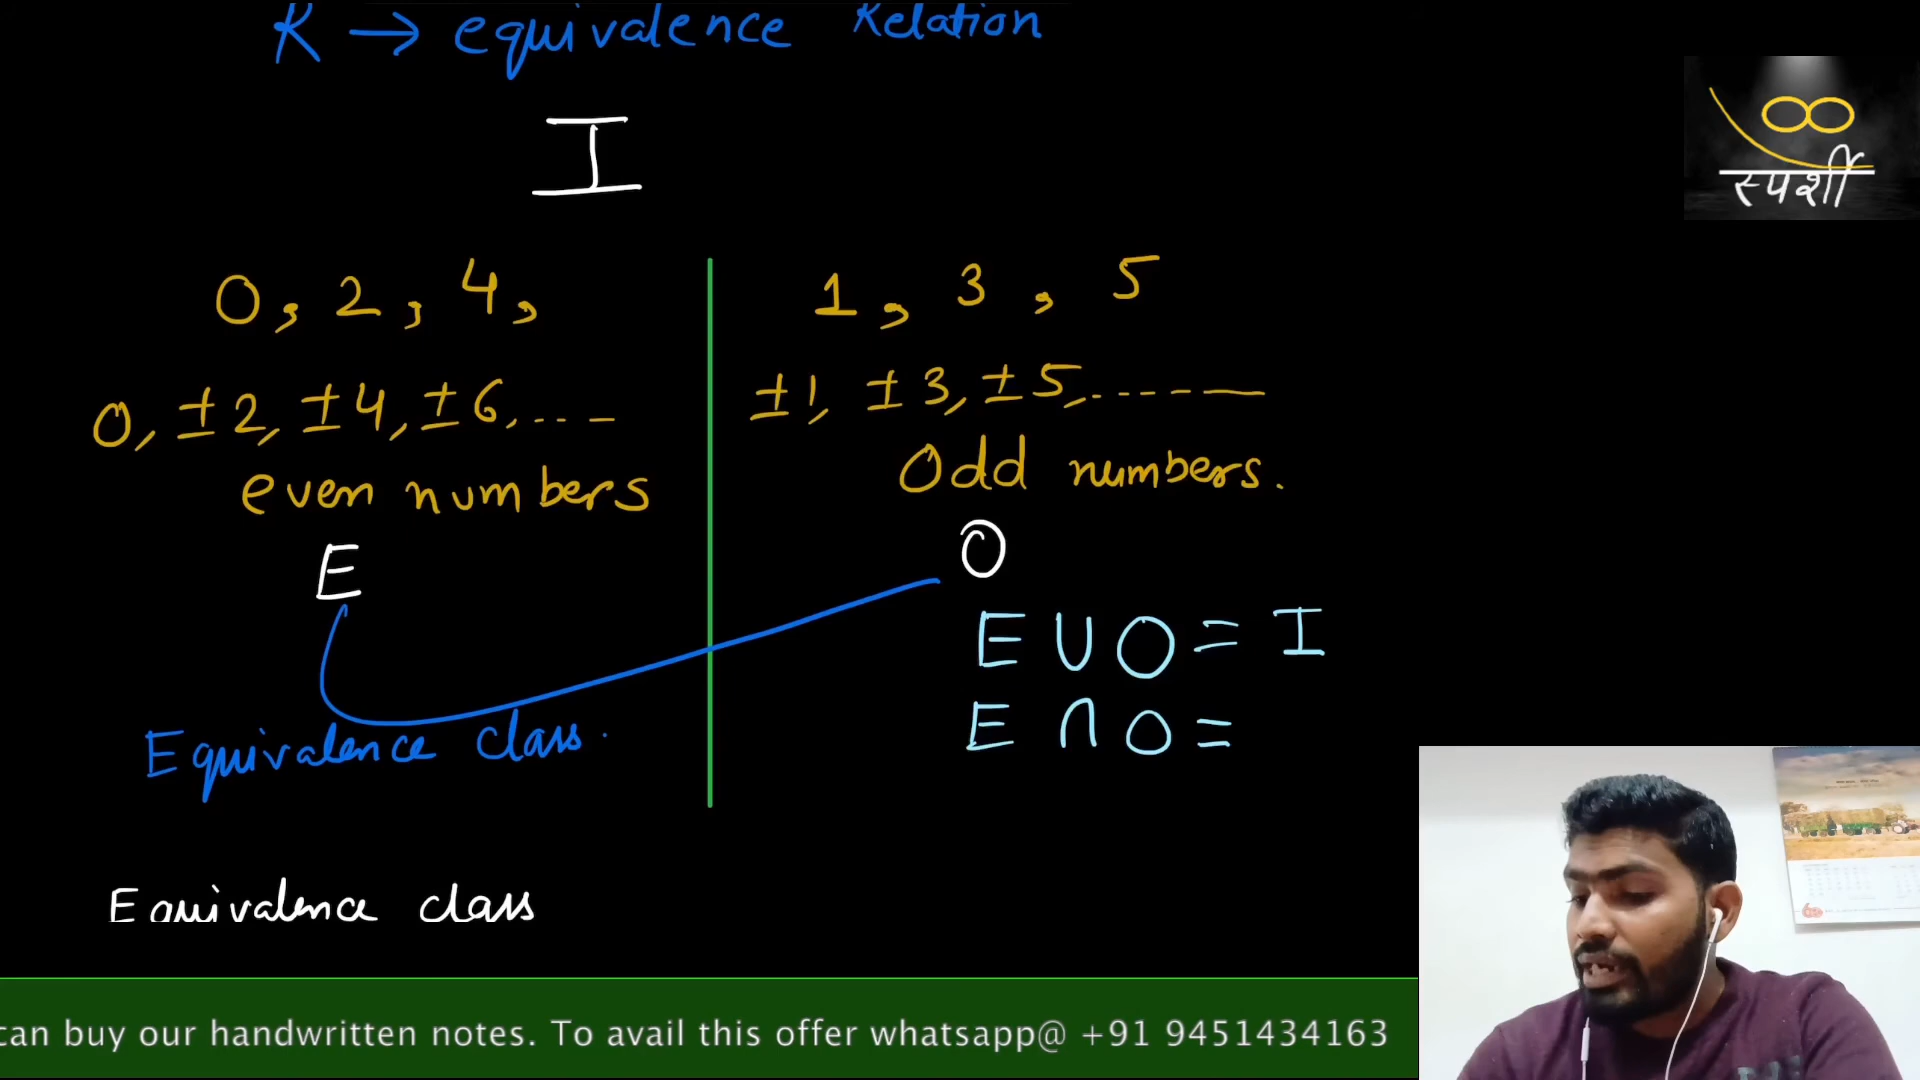 R → equivalence Relation
I
स्पर्शी
0, 2, 4,
1, 3, 5
0, ±2, ±4, ±6, ...
±1, ±3, ±5, .......
even numbers
Odd numbers.
E
O
E ∪ O = I
E ∩ O =
Equivalence class.
Equivalence class
can buy our handwritten notes. To avail this offer whatsapp@ +91 9451434163